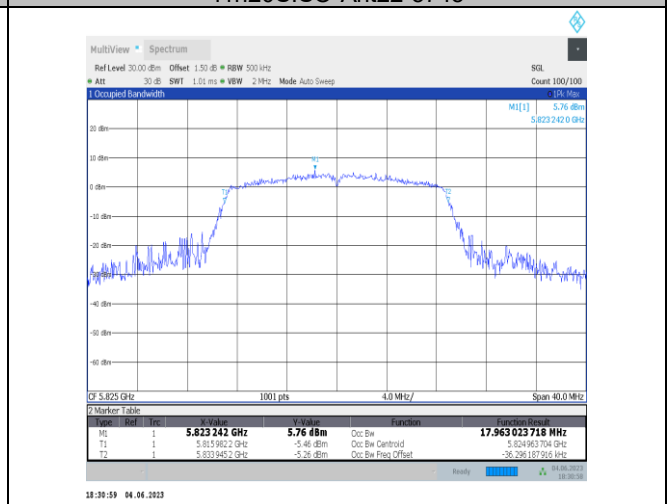 MultiView Spectrum
Ref Level 30.00 dBm Offset 1.50 dB RBW 500 kHz SGL
Att 30 dB SWT 1.01 ms VBW 2 MHz Mode Auto Sweep Count 100/100
1 Occupied Bandwidth 1Pk Max
M1[1] 5.76 dBm
5.823 242 0 GHz
20 dBm
10 dBm
M1
0 dBm
T1 T2
-10 dBm
-20 dBm
-40 dBm
-50 dBm
-60 dBm
CF 5.825 GHz 1001 pts 4.0 MHz/ Span 40.0 MHz
2 Marker Table
Type Ref Trc X-Value Y-Value Function Function Result
M1 1 5.823 242 GHz 5.76 dBm Occ Bw 17.963 023 718 MHz
T1 1 5.815 982 2 GHz -5.46 dBm Occ Bw Centroid 5.824 963 704 GHz
T2 1 5.833 945 2 GHz -5.26 dBm Occ Bw Freq Offset -36.296 187 916 kHz
Ready 04.06.2023
18:30:58
18:30:59 04.06.2023